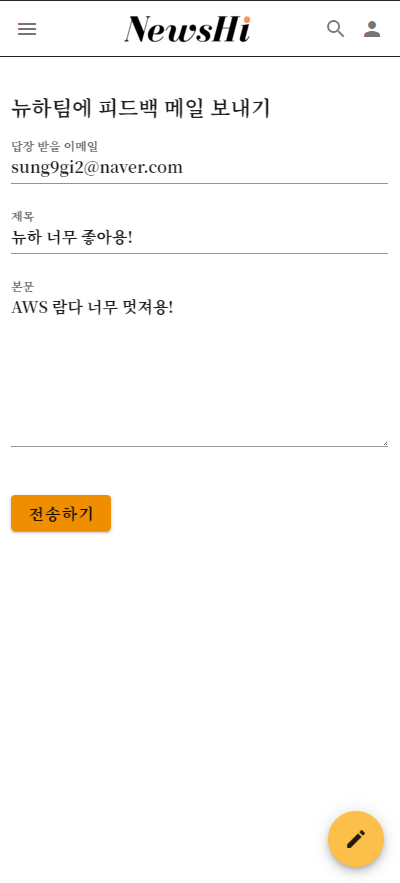 NewsHi
뉴하팀에 피드백 메일 보내기
답장 받을 이메일
sung9gi2@naver.com
제목
뉴하 너무 좋아용!
본문
AWS 람다 너무 멋져용!
전송하기